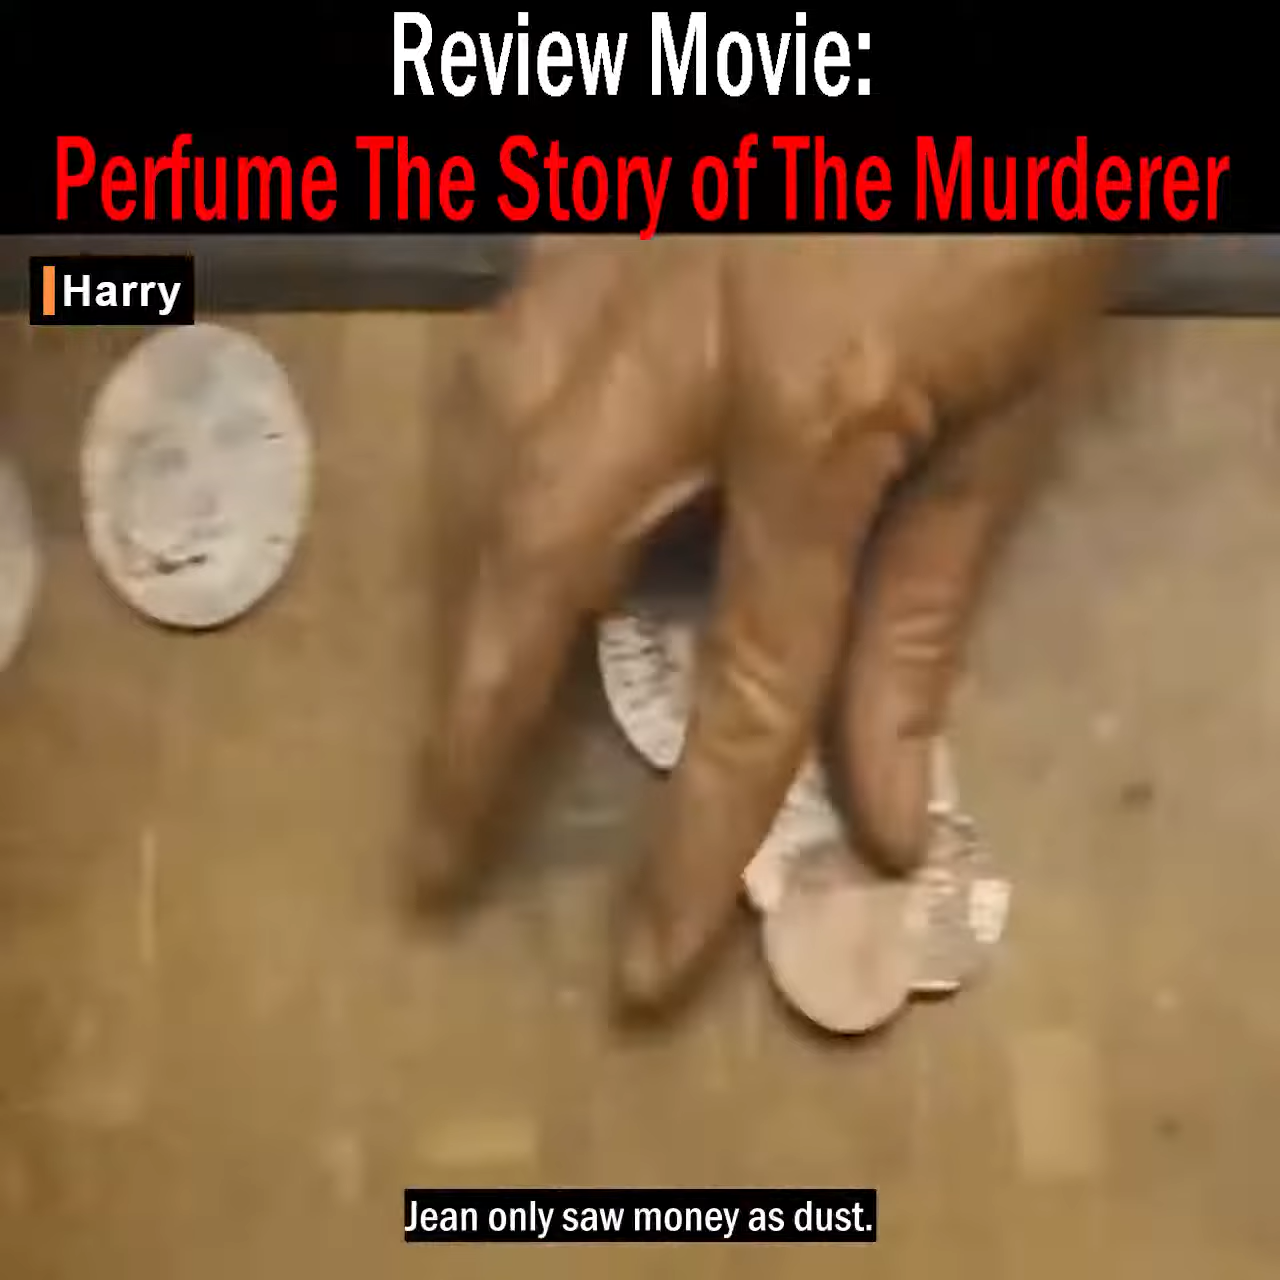 Review Movie:
Perfume The Story of The Murderer
Harry
Jean only saw money as dust.